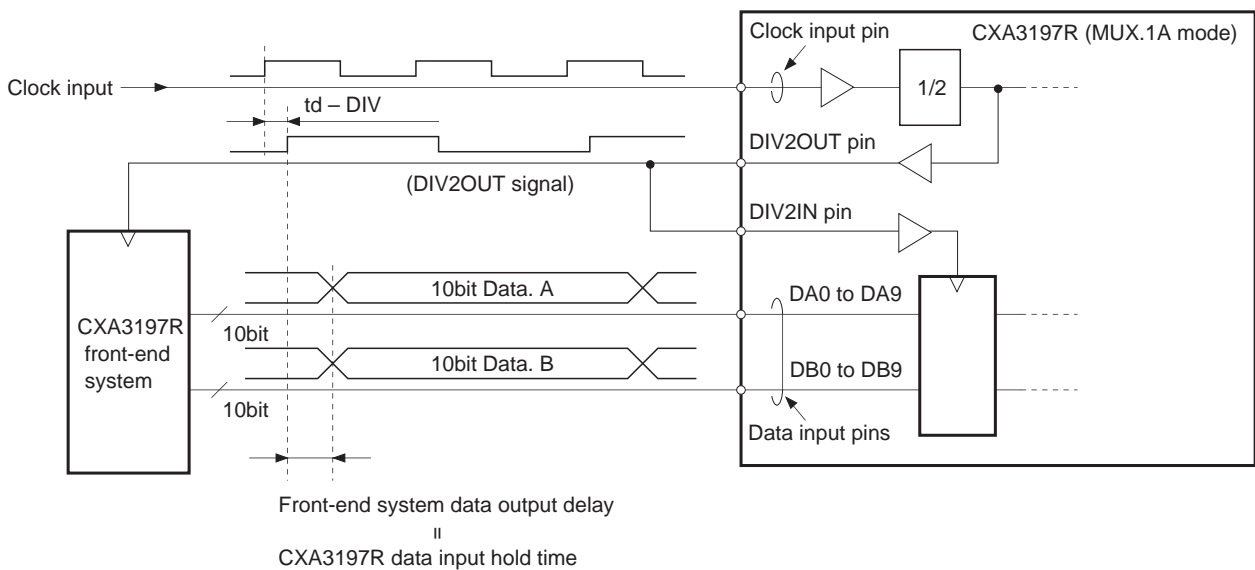 CXA3197R (MUX.1A mode)
Clock input pin
Clock input
1/2
td – DIV
DIV2OUT pin
(DIV2OUT signal)
DIV2IN pin
10bit Data. A
DA0 to DA9
CXA3197R
front-end
system
10bit
10bit Data. B
DB0 to DB9
10bit
Data input pins
Front-end system data output delay
=
CXA3197R data input hold time